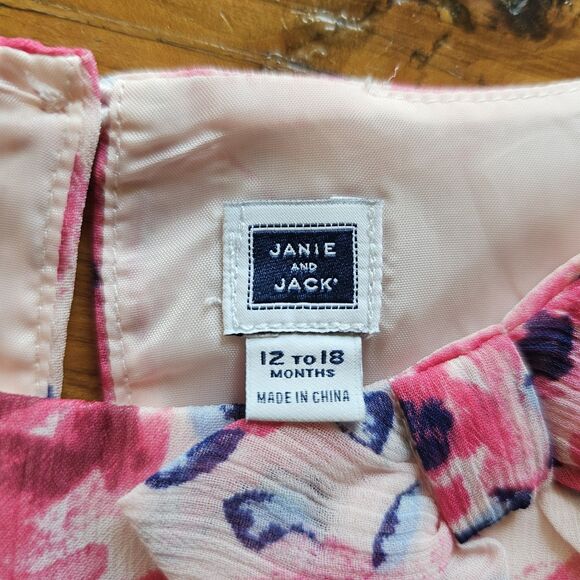 JANIE
AND
JACK®
12 TO 18
MONTHS
MADE IN CHINA